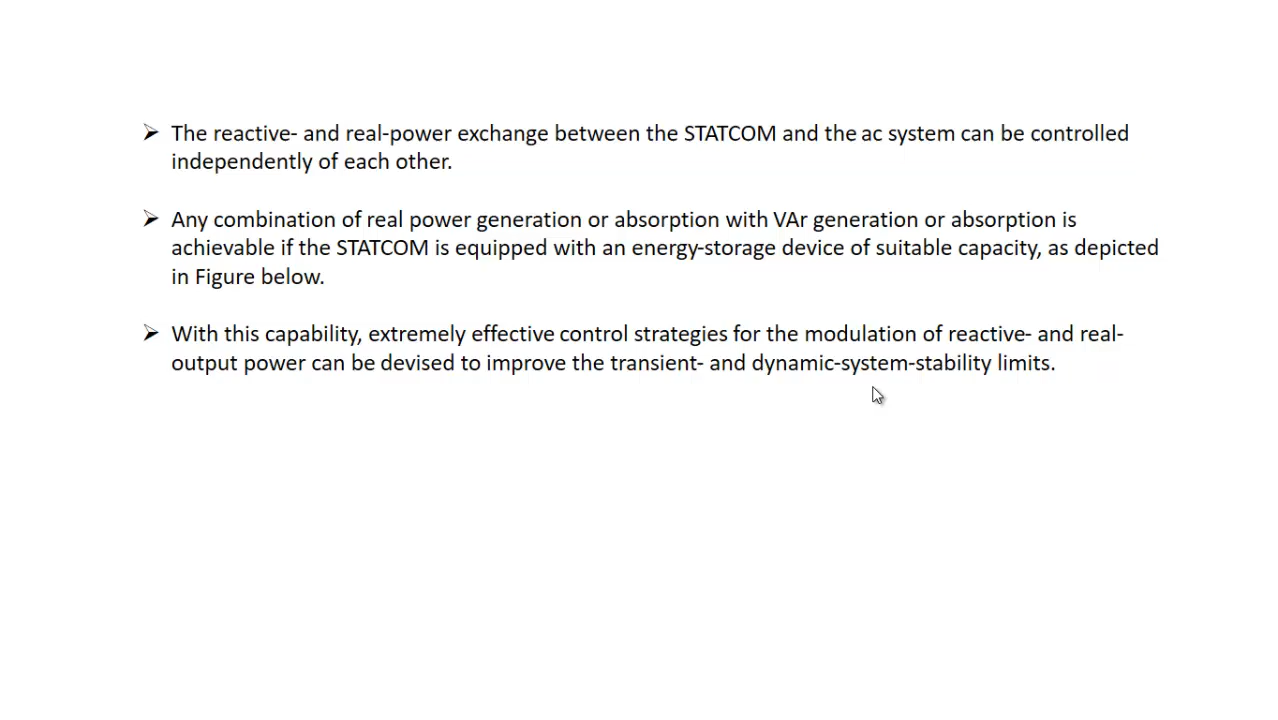 ➢ The reactive- and real-power exchange between the STATCOM and the ac system can be controlled
independently of each other.
➢ Any combination of real power generation or absorption with VAr generation or absorption is
achievable if the STATCOM is equipped with an energy-storage device of suitable capacity, as depicted
in Figure below.
➢ With this capability, extremely effective control strategies for the modulation of reactive- and real-
output power can be devised to improve the transient- and dynamic-system-stability limits.